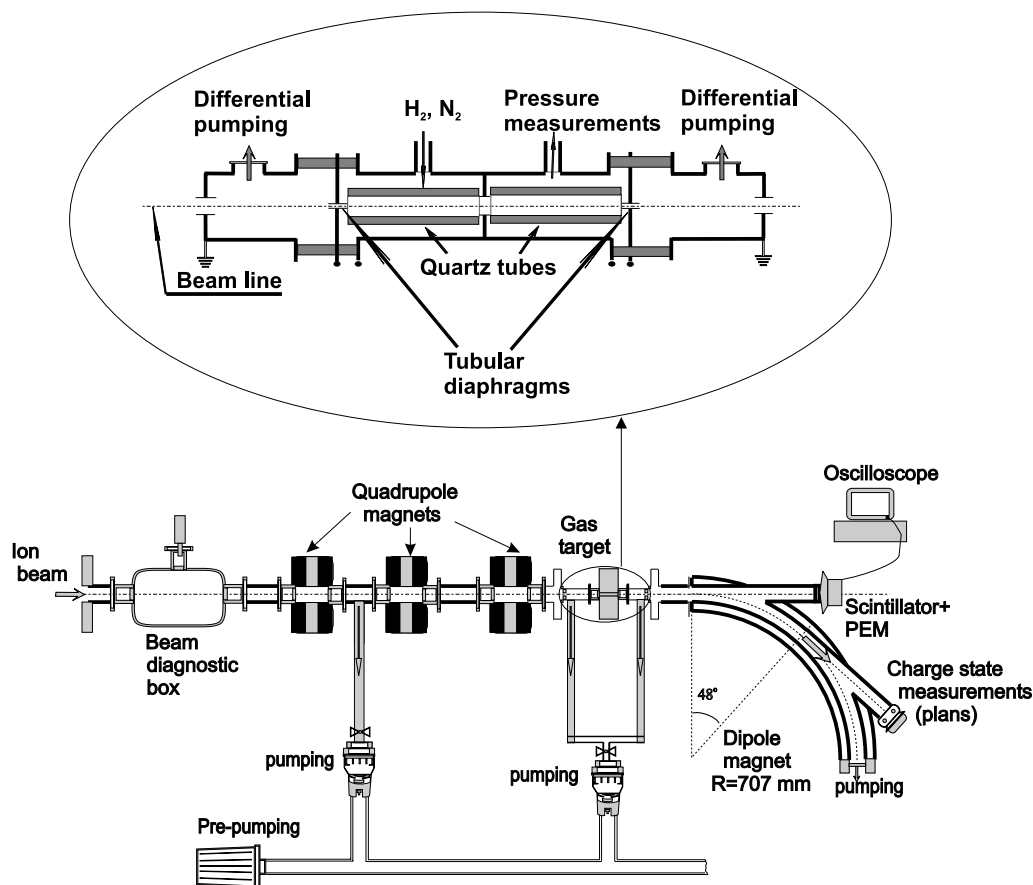 Differential
pumping
H₂, N₂
Pressure
measurements
Differential
pumping
Quartz tubes
Beam line
Tubular
diaphragms
Oscilloscope
Quadrupole
magnets
Gas
target
Ion
beam
Scintillator+
PEM
Beam
diagnostic
box
Charge state
measurements
(plans)
48°
Dipole
magnet
R=707 mm
pumping
pumping
pumping
Pre-pumping